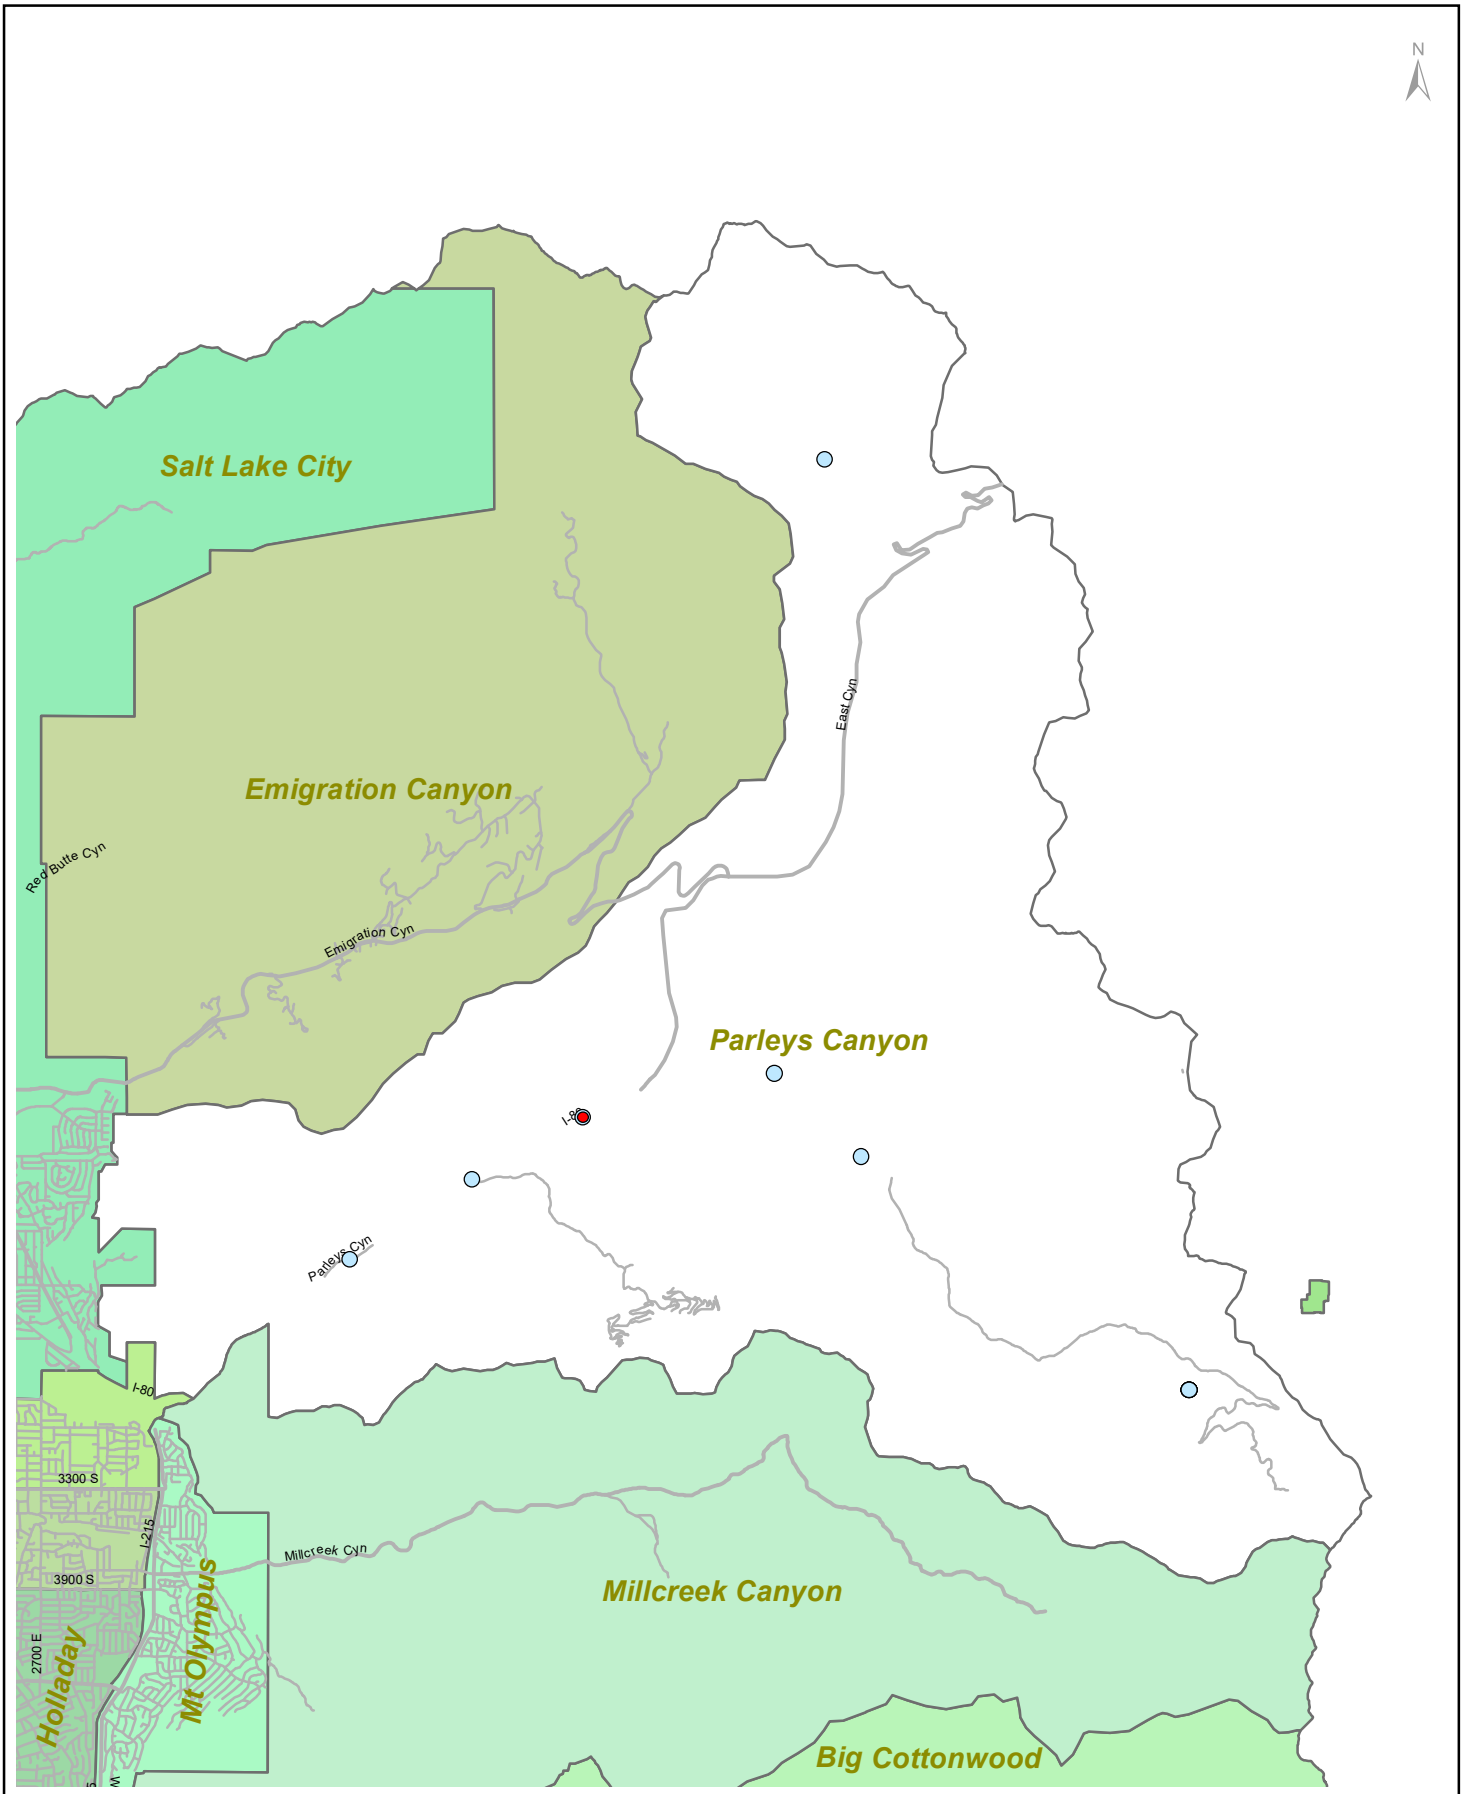 N
Salt Lake City
East Cyn
Emigration Canyon
Red Butte Cyn
Emigration Cyn
Parleys Canyon
Parleys Cyn
I-80
3300 S
I-215
Millcreek Cyn
3900 S
Millcreek Canyon
Mt Olympus
2700 E
Holladay
Big Cottonwood